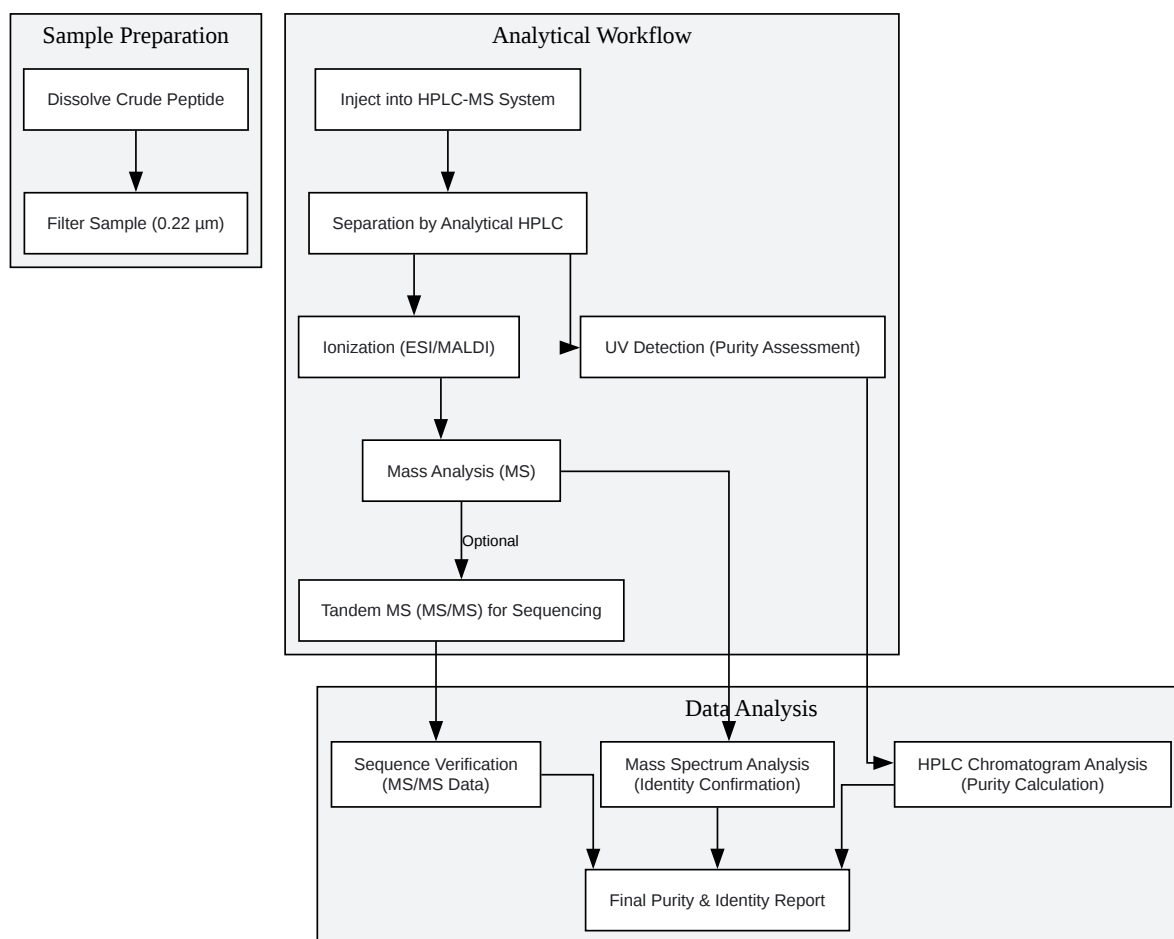 Sample Preparation
Dissolve Crude Peptide
Filter Sample (0.22 µm)
Analytical Workflow
Inject into HPLC-MS System
Separation by Analytical HPLC
Ionization (ESI/MALDI)
UV Detection (Purity Assessment)
Mass Analysis (MS)
Optional
Tandem MS (MS/MS) for Sequencing
Data Analysis
Sequence Verification
(MS/MS Data)
Mass Spectrum Analysis
(Identity Confirmation)
HPLC Chromatogram Analysis
(Purity Calculation)
Final Purity & Identity Report